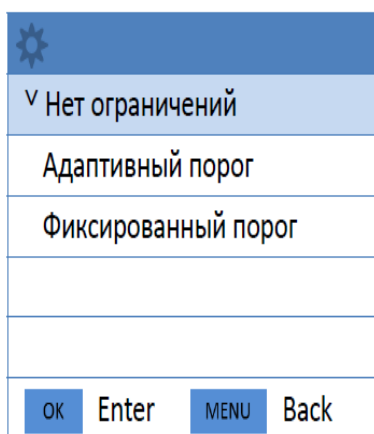 v Нет ограничений
Адаптивный порог
Фиксированный порог
OK Enter MENU Back